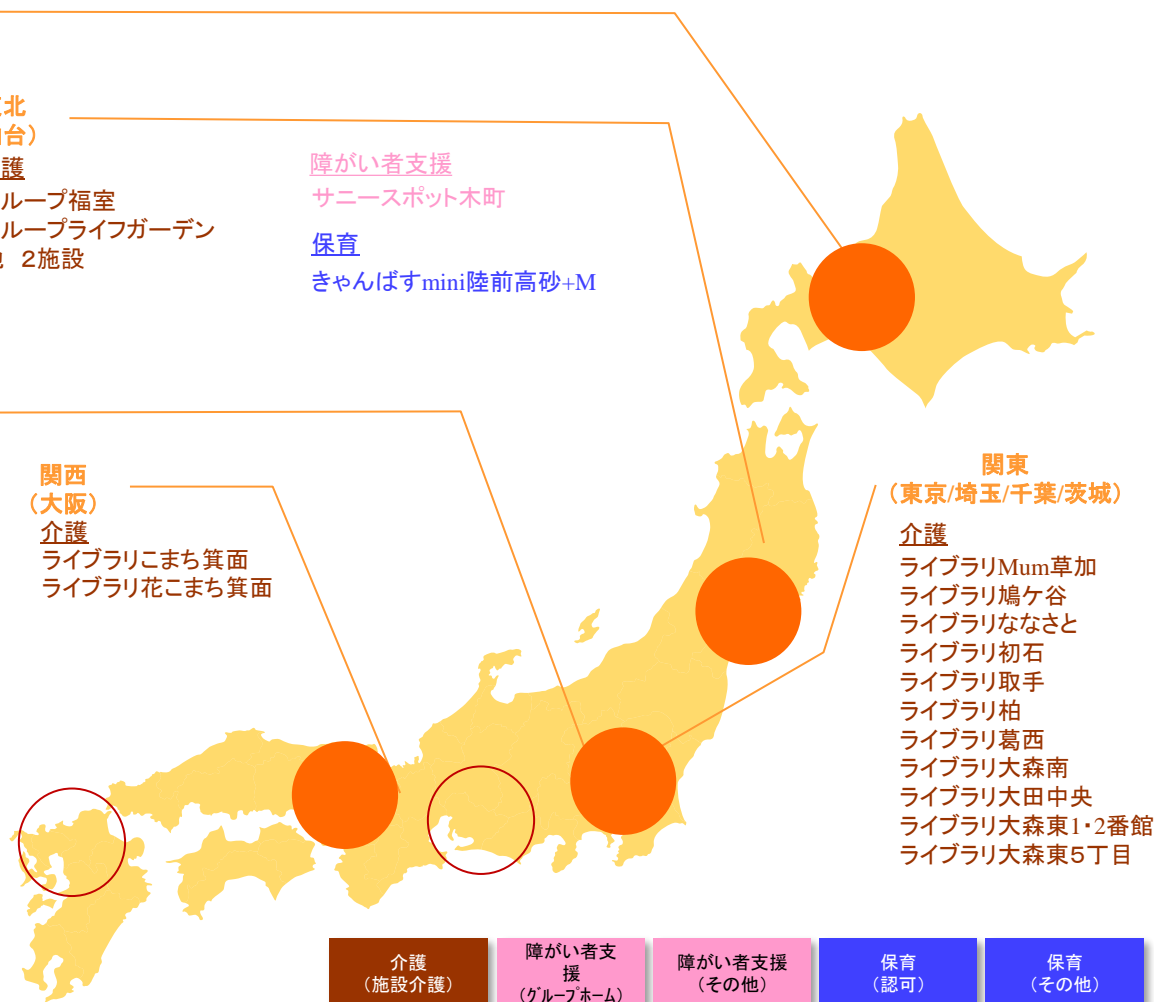 北
台）
護
ループ福室
ループライフガーデン
２施設
障がい者支援
サニースポット木町
保育
きゃんばすmini陸前高砂+M
関西
（大阪）
介護
ライブラリこまち箕面
ライブラリ花こまち箕面
関東
（東京/埼玉/千葉/茨城）
介護
ライブラリMum草加
ライブラリ鳩ケ谷
ライブラリななさと
ライブラリ初石
ライブラリ取手
ライブラリ柏
ライブラリ葛西
ライブラリ大森南
ライブラリ大田中央
ライブラリ大森東1・2番館
ライブラリ大森東５丁目
介護
（施設介護）
障がい者支
援
（グループホーム）
障がい者支援
（その他）
保育
（認可）
保育
（その他）